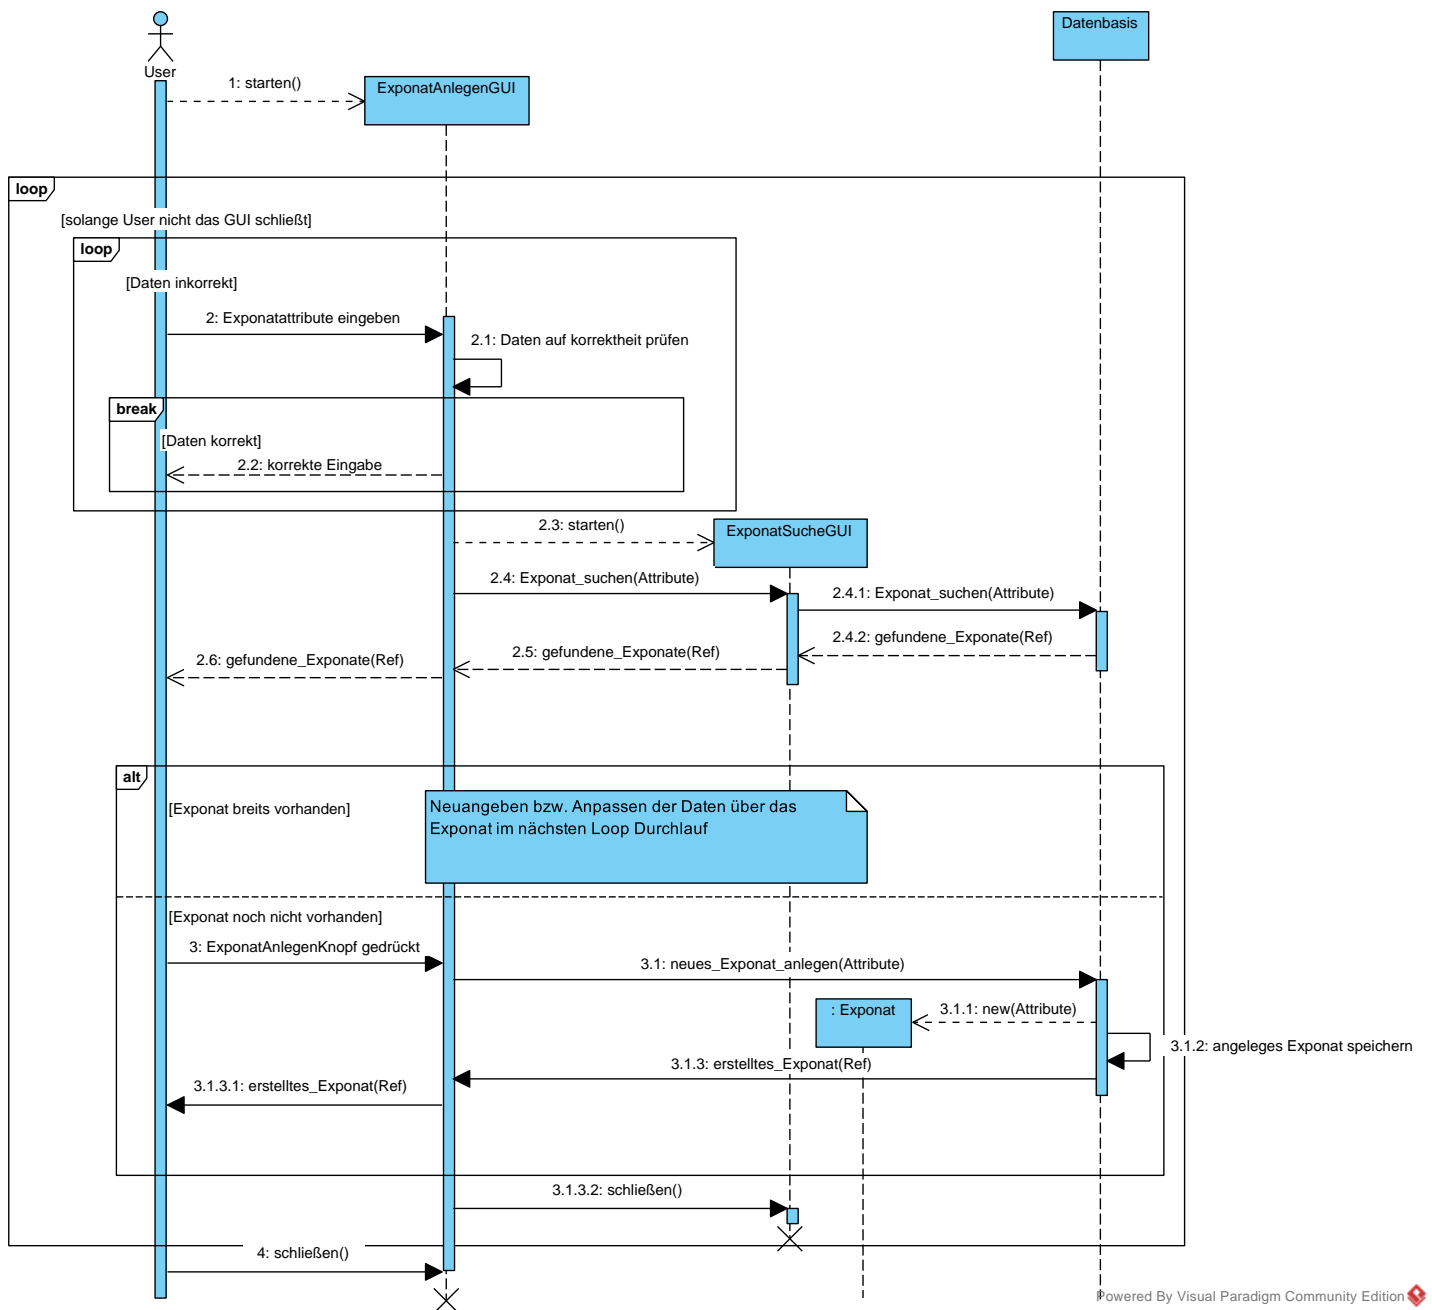 Datenbasis
User
1: starten()
ExponatAnlegenGUI
loop
[solange User nicht das GUI schließt]
loop
[Daten inkorrekt]
2: Exponatattribute eingeben
2.1: Daten auf korrektheit prüfen
break
[Daten korrekt]
2.2: korrekte Eingabe
2.3: starten()
ExponatSucheGUI
2.4: Exponat_suchen(Attribute)
2.4.1: Exponat_suchen(Attribute)
2.4.2: gefundene_Exponate(Ref)
2.5: gefundene_Exponate(Ref)
2.6: gefundene_Exponate(Ref)
alt
[Exponat breits vorhanden]
Neuangeben bzw. Anpassen der Daten über das
Exponat im nächsten Loop Durchlauf
[Exponat noch nicht vorhanden]
3: ExponatAnlegenKnopf gedrückt
3.1: neues_Exponat_anlegen(Attribute)
: Exponat
3.1.1: new(Attribute)
3.1.2: angeleges Exponat speichern
3.1.3: erstelltes_Exponat(Ref)
3.1.3.1: erstelltes_Exponat(Ref)
3.1.3.2: schließen()
4: schließen()
Powered By Visual Paradigm Community Edition